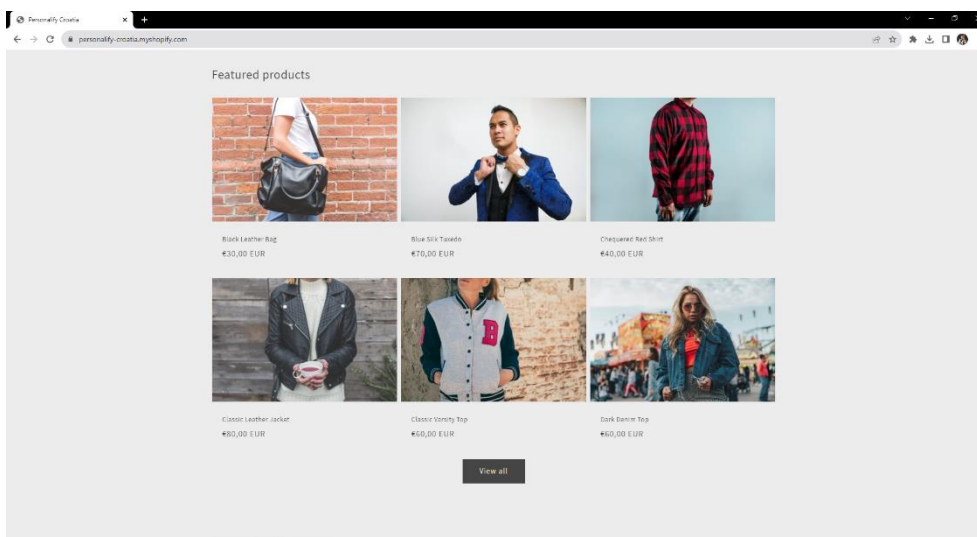 Personalify Croatia
personalify-croatia.myshopify.com
Featured products
Black Leather Bag
€30,00 EUR
Blue Silk Tuxedo
€70,00 EUR
Chequered Red Shirt
€40,00 EUR
B
Classic Leather Jacket
€80,00 EUR
Classic Varsity Top
€60,00 EUR
Dark Denim Top
€60,00 EUR
View all